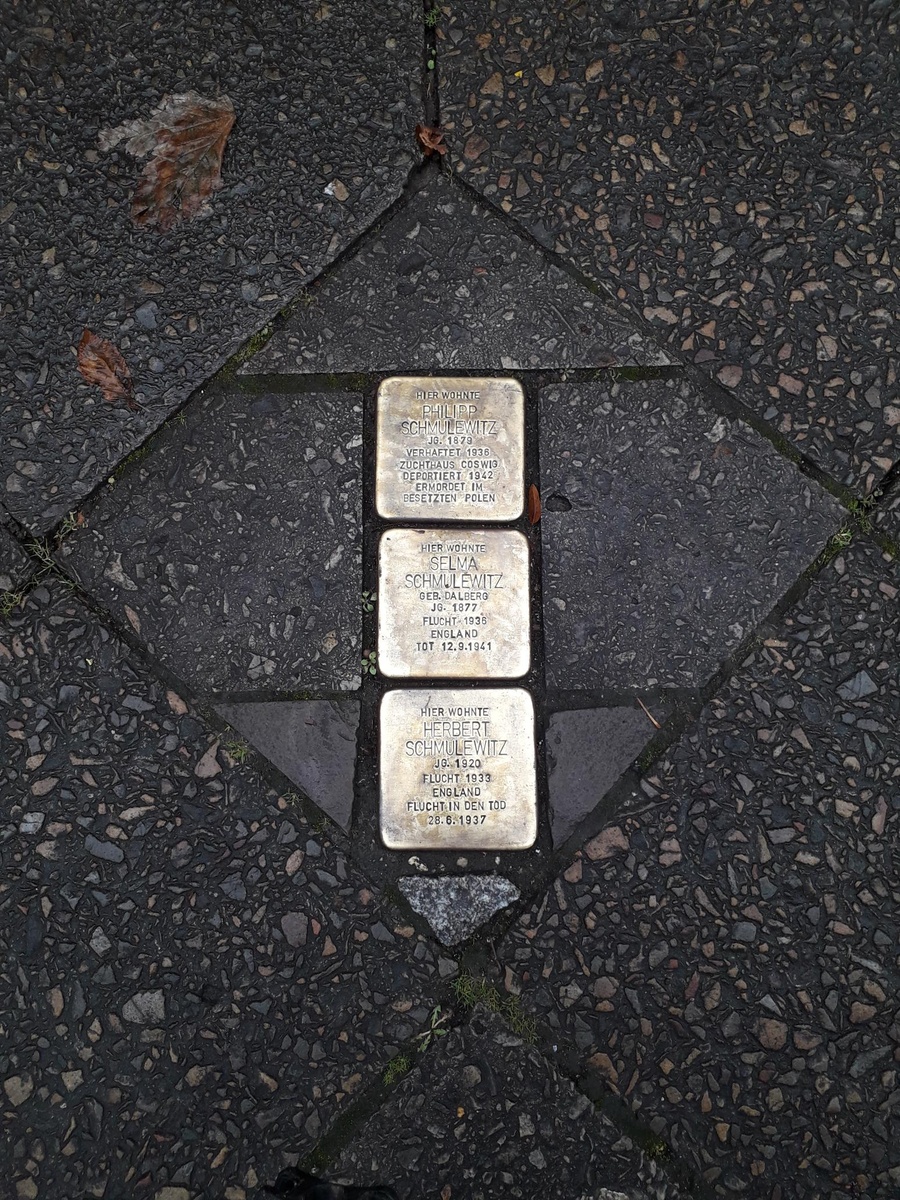 HIER WOHNTE
PHILIPP
SCHMULEWITZ
JG. 1879
VERHAFTET 1936
ZUCHTHAUS COSWIG
DEPORTIERT 1942
ERMORDET IM
BESETZTEN POLEN
HIER WOHNTE
SELMA
SCHMULEWITZ
GEB. DALBERG
JG. 1877
FLUCHT 1936
ENGLAND
TOT 12.9.1941
HIER WOHNTE
HERBERT
SCHMULEWITZ
JG. 1920
FLUCHT 1933
ENGLAND
FLUCHT IN DEN TOD
28.6.1937